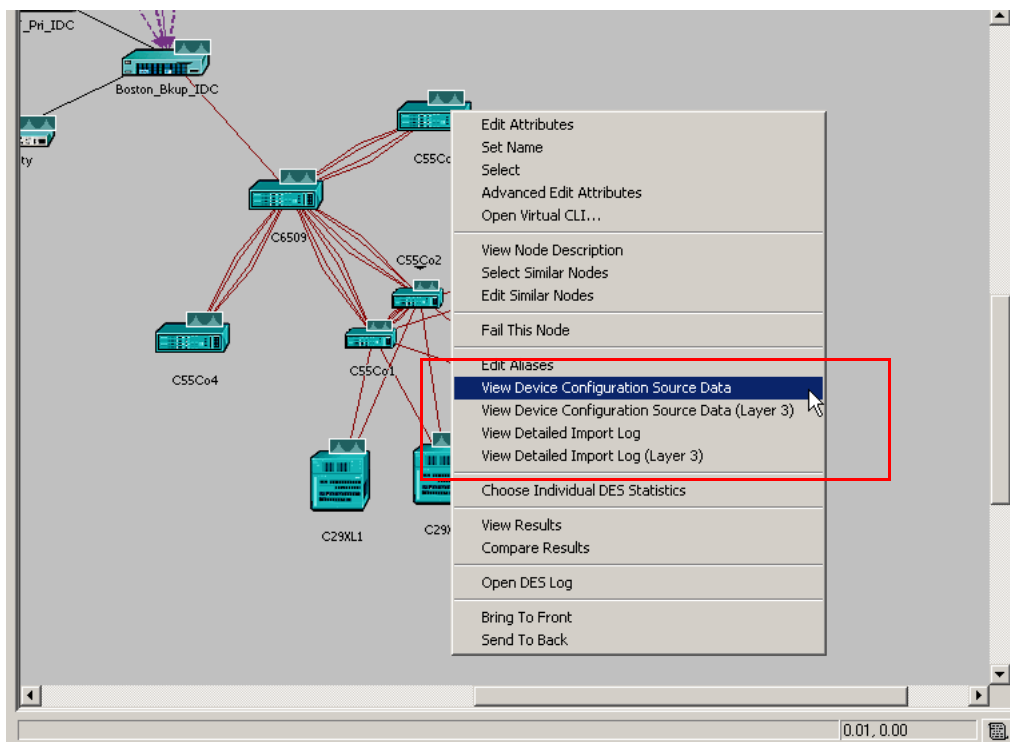 _Pri_IDC
Boston_Bkup_IDC
ty
C55Co
C6509
C55Co2
C55Co4
C55Co1
C29XL1
C29X
Edit Attributes
Set Name
Select
Advanced Edit Attributes
Open Virtual CLI...
View Node Description
Select Similar Nodes
Edit Similar Nodes
Fail This Node
Edit Aliases
View Device Configuration Source Data
View Device Configuration Source Data (Layer 3)
View Detailed Import Log
View Detailed Import Log (Layer 3)
Choose Individual DES Statistics
View Results
Compare Results
Open DES Log
Bring To Front
Send To Back
0.01, 0.00